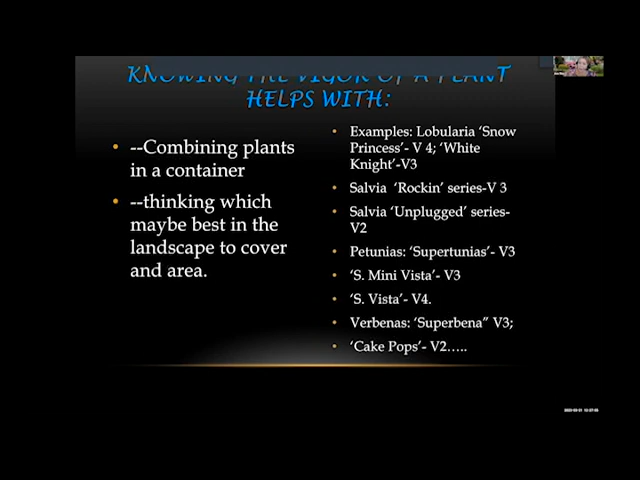 KNOWING THE VIGOR OF A PLANT
HELPS WITH:
• --Combining plants
in a container
• --thinking which
maybe best in the
landscape to cover
and area.
• Examples: Lobularia ‘Snow
Princess’- V 4; ‘White
Knight’-V3
• Salvia ‘Rockin’ series-V 3
• Salvia ‘Unplugged’ series-
V2
• Petunias: ‘Supertunias’- V3
• ‘S. Mini Vista’- V3
• ‘S. Vista’- V4.
• Verbenas: ‘Superbena” V3;
• ‘Cake Pops’- V2…..